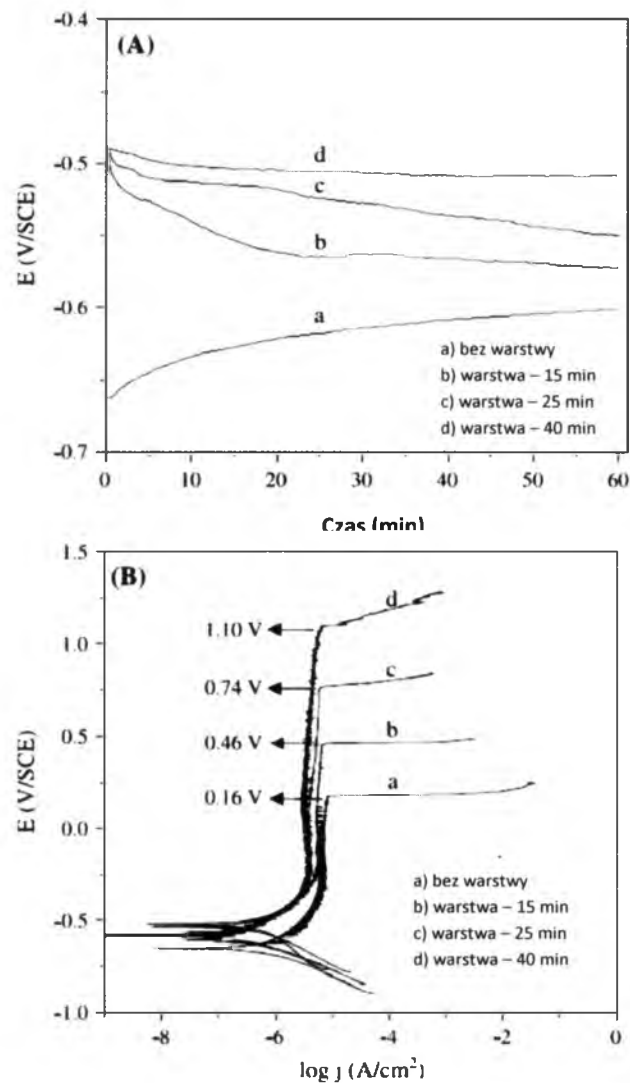 (A)
-0.4
-0.5
-0.6
-0.7
E (V/SCE)
d
c
b
a
a) bez warstwy
b) warstwa – 15 min
c) warstwa – 25 min
d) warstwa – 40 min
0 10 20 30 40 50 60
Czas (min)
(B)
1.5
1.0
0.5
0.0
-0.5
-1.0
E (V/SCE)
1.10 V
0.74 V
0.46 V
0.16 V
d
c
b
a
a) bez warstwy
b) warstwa – 15 min
c) warstwa – 25 min
d) warstwa – 40 min
-8 -6 -4 -2 0
log j (A/cm²)